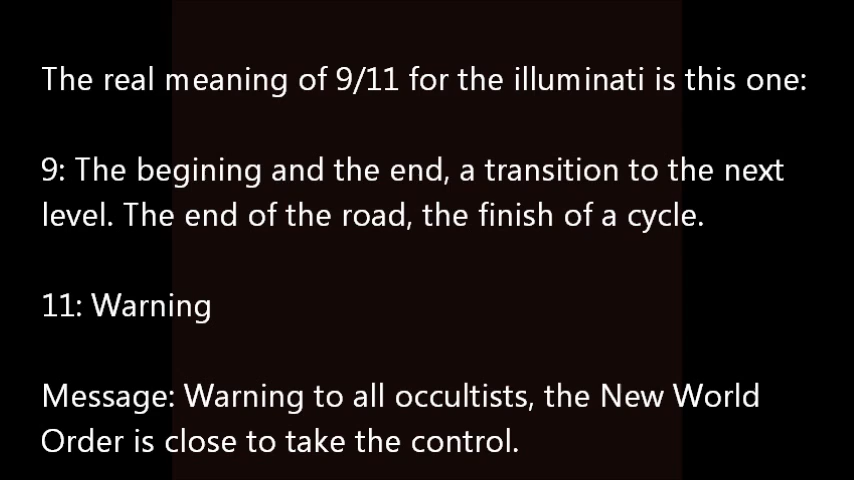 The real meaning of 9/11 for the illuminati is this one:
9: The begining and the end, a transition to the next
level. The end of the road, the finish of a cycle.
11: Warning
Message: Warning to all occultists, the New World
Order is close to take the control.